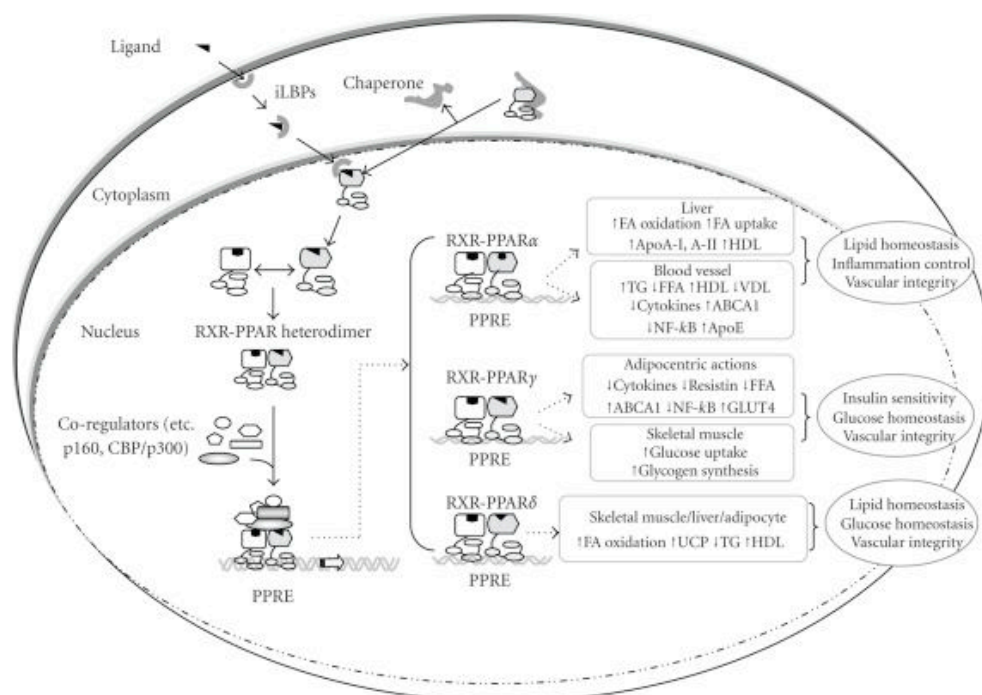 Ligand
iLBPs
Chaperone
Cytoplasm
Nucleus
RXR-PPAR heterodimer
Co-regulators (etc.
p160, CBP/p300)
PPRE
RXR-PPARα
PPRE
Liver
↑FA oxidation ↑FA uptake
↑ApoA-I, A-II ↑HDL
Blood vessel
↑TG ↓FFA ↑HDL ↓VDL
↓Cytokines ↑ABCA1
↓NF-kB ↑ApoE
Lipid homeostasis
Inflammation control
Vascular integrity
RXR-PPARγ
PPRE
Adipocentric actions
↓Cytokines ↓Resistin ↓FFA
↑ABCA1 ↓NF-kB ↑GLUT4
Skeletal muscle
↑Glucose uptake
↑Glycogen synthesis
Insulin sensitivity
Glucose homeostasis
Vascular integrity
RXR-PPARδ
PPRE
Skeletal muscle/liver/adipocyte
↑FA oxidation ↑UCP ↓TG ↑HDL
Lipid homeostasis
Glucose homeostasis
Vascular integrity